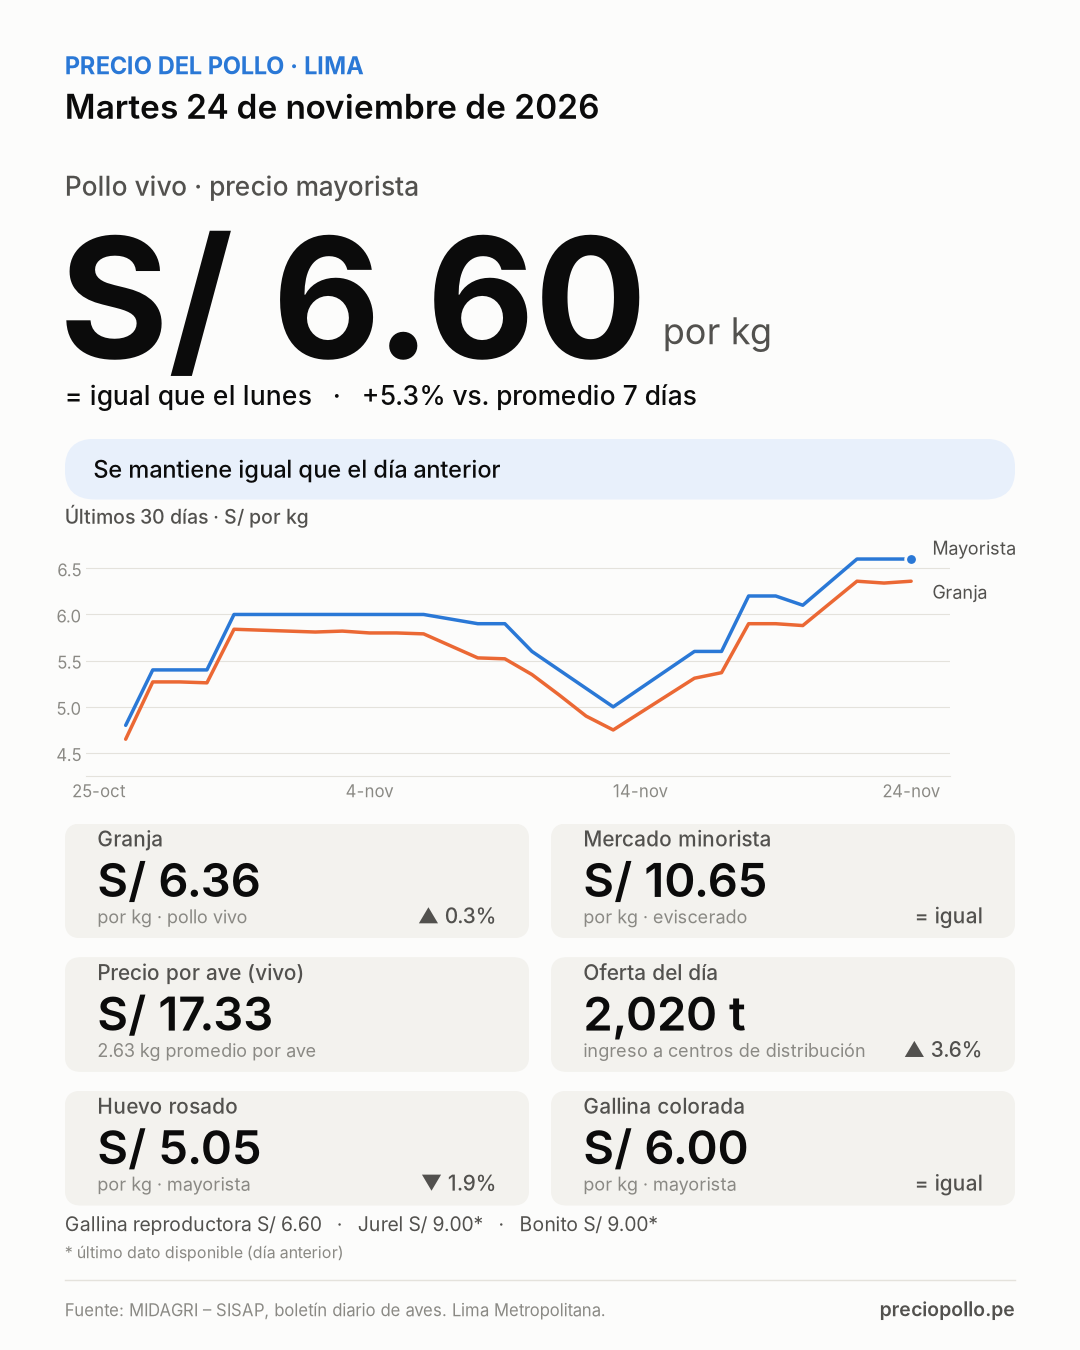 PRECIO DEL POLLO · LIMA
Martes 24 de noviembre de 2026
Pollo vivo · precio mayorista
S/ 6.60 por kg
= igual que el lunes · +5.3% vs. promedio 7 días
Se mantiene igual que el día anterior
Últimos 30 días · S/ por kg
Mayorista
Granja
6.5
6.0
5.5
5.0
4.5
25-oct 4-nov 14-nov 24-nov
Granja
S/ 6.36
por kg · pollo vivo ▲ 0.3%
Mercado minorista
S/ 10.65
por kg · eviscerado = igual
Precio por ave (vivo)
S/ 17.33
2.63 kg promedio por ave
Oferta del día
2,020 t
ingreso a centros de distribución ▲ 3.6%
Huevo rosado
S/ 5.05
por kg · mayorista ▼ 1.9%
Gallina colorada
S/ 6.00
por kg · mayorista = igual
Gallina reproductora S/ 6.60 · Jurel S/ 9.00* · Bonito S/ 9.00*
* último dato disponible (día anterior)
Fuente: MIDAGRI – SISAP, boletín diario de aves. Lima Metropolitana.
preciopollo.pe